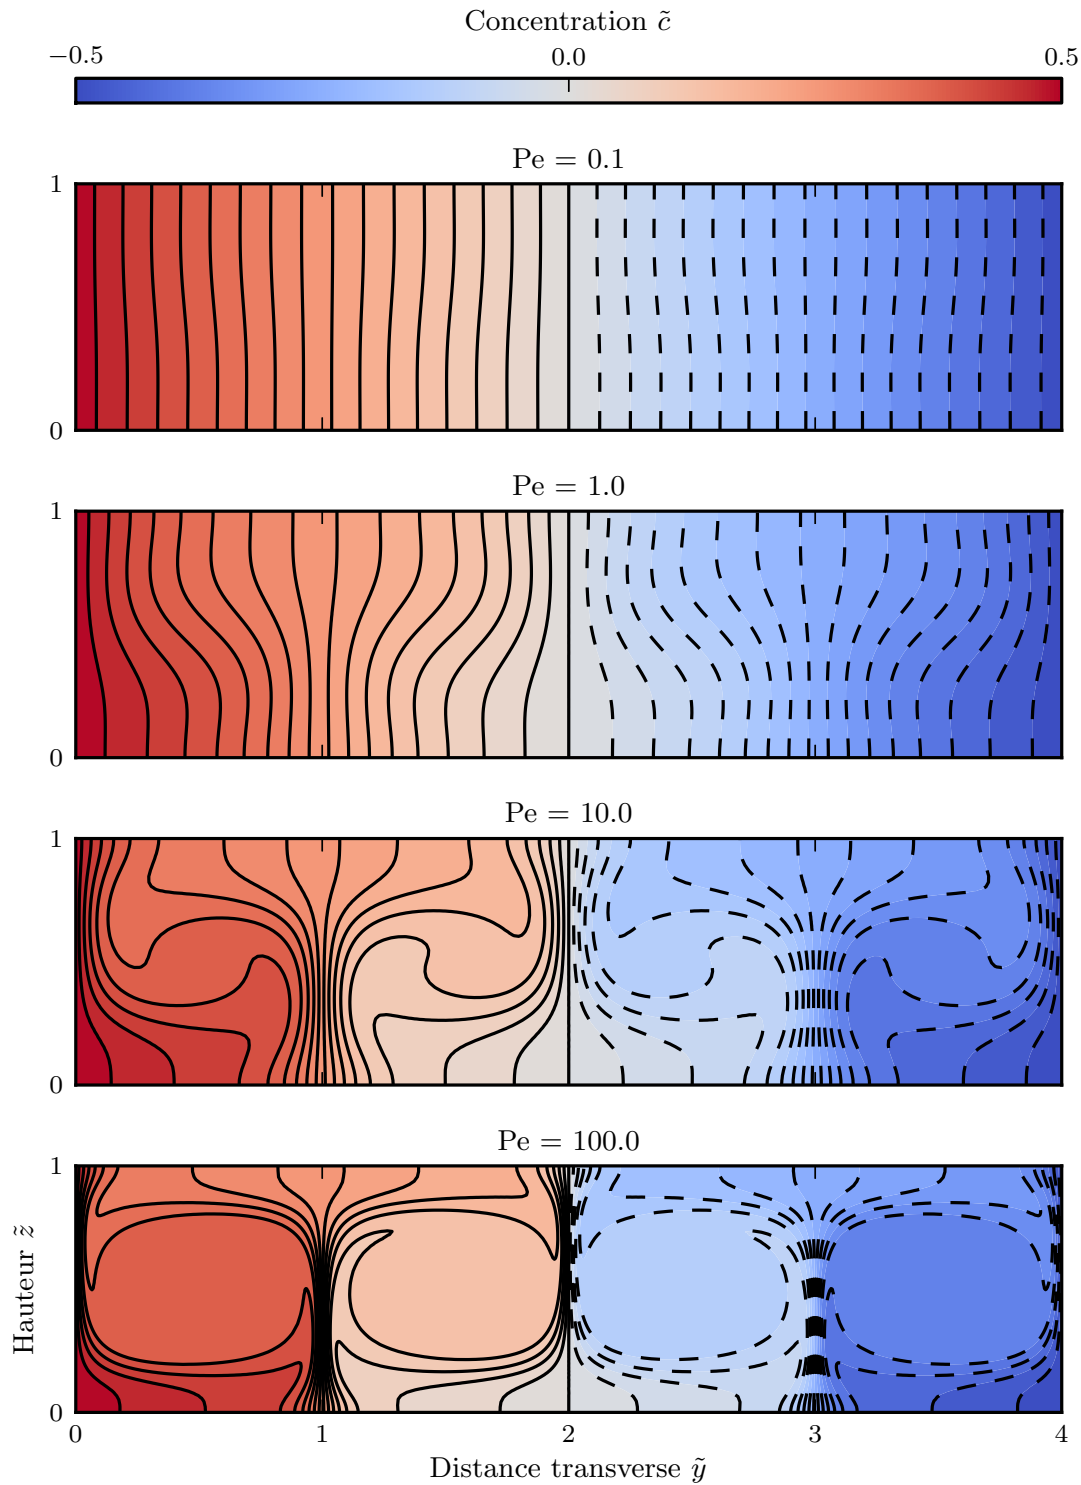 Concentration c̃
−0.5 0.0 0.5
Pe = 0.1
1
0
Pe = 1.0
1
0
Pe = 10.0
1
0
Pe = 100.0
1
Hauteur z̃
0
0 1 2 3 4
Distance transverse ỹ